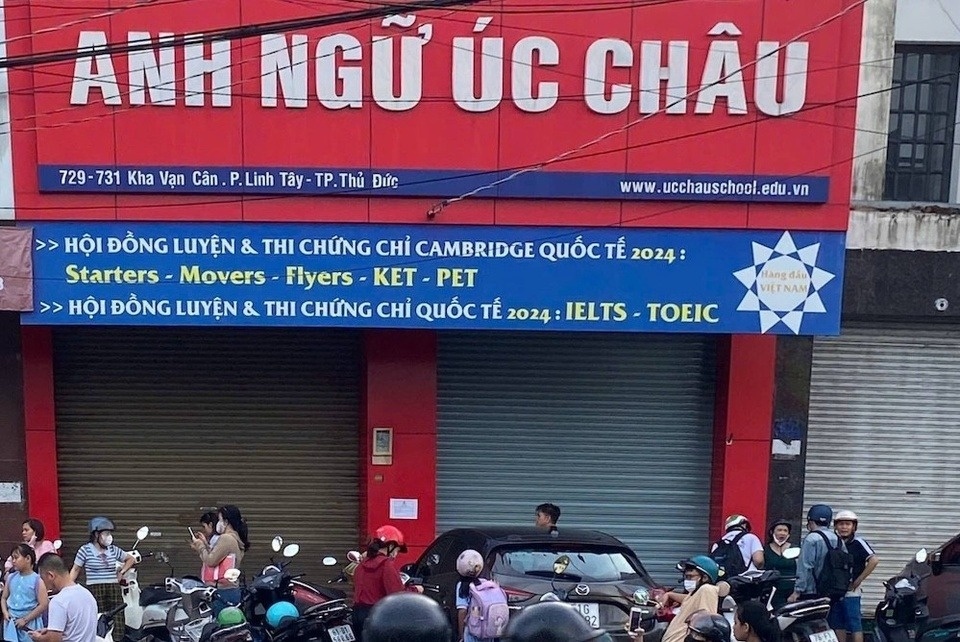 ANH NGỮ ÚC CHÂU
729-731 Kha Vạn Cân . P.Linh Tây - TP.Thủ Đức
www.ucchauschool.edu.vn
>> HỘI ĐỒNG LUYỆN & THI CHỨNG CHỈ CAMBRIDGE QUỐC TẾ 2024 :
Starters - Movers - Flyers - KET - PET
>> HỘI ĐỒNG LUYỆN & THI CHỨNG CHỈ QUỐC TẾ 2024 : IELTS - TOEIC
Hàng đầu
VIỆT NAM